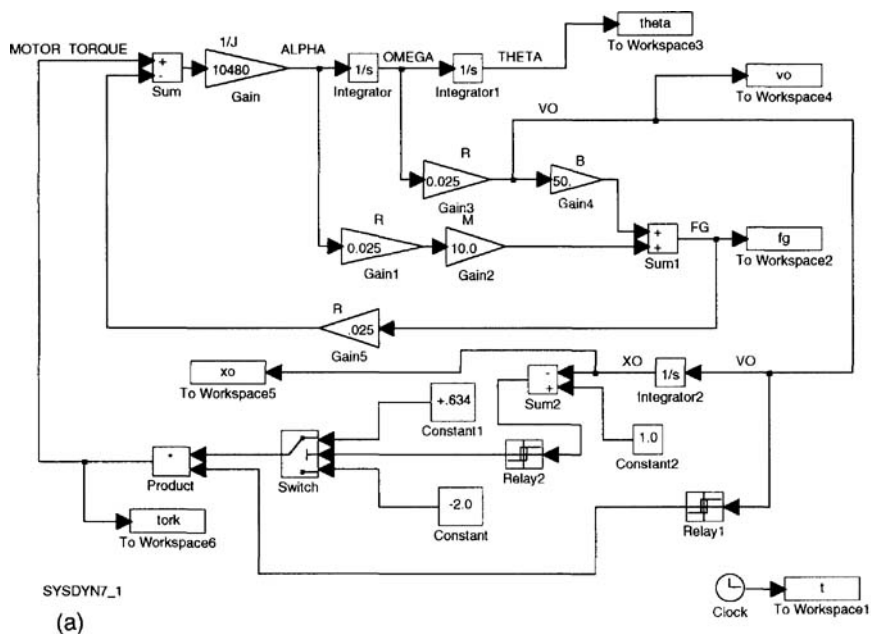 1/J
MOTOR TORQUE
+
-
Sum
10480
Gain
ALPHA
1/s
Integrator
OMEGA
1/s
Integrator1
THETA
theta
To Workspace3
vo
To Workspace4
VO
R
0.025
Gain3
B
50.
Gain4
R
0.025
Gain1
M
10.0
Gain2
+
+
Sum1
FG
fg
To Workspace2
R
.025
Gain5
xo
To Workspace5
-
+
Sum2
XO
1/s
Integrator2
VO
+.634
Constant1
1.0
Constant2
*
Product
Switch
Relay2
-2.0
Constant
Relay1
tork
To Workspace6
SYSDYN7_1
Clock
t
To Workspace1
(a)